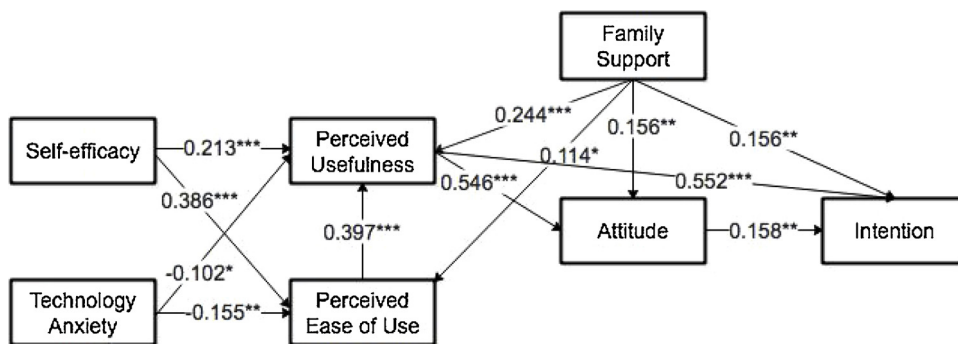 Family
Support
Self-efficacy
0.213***
Perceived
Usefulness
0.244***
0.156**
0.156**
0.114*
0.386***
0.546***
0.552***
0.397***
Attitude
0.158**
Intention
-0.102*
Technology
Anxiety
-0.155**
Perceived
Ease of Use